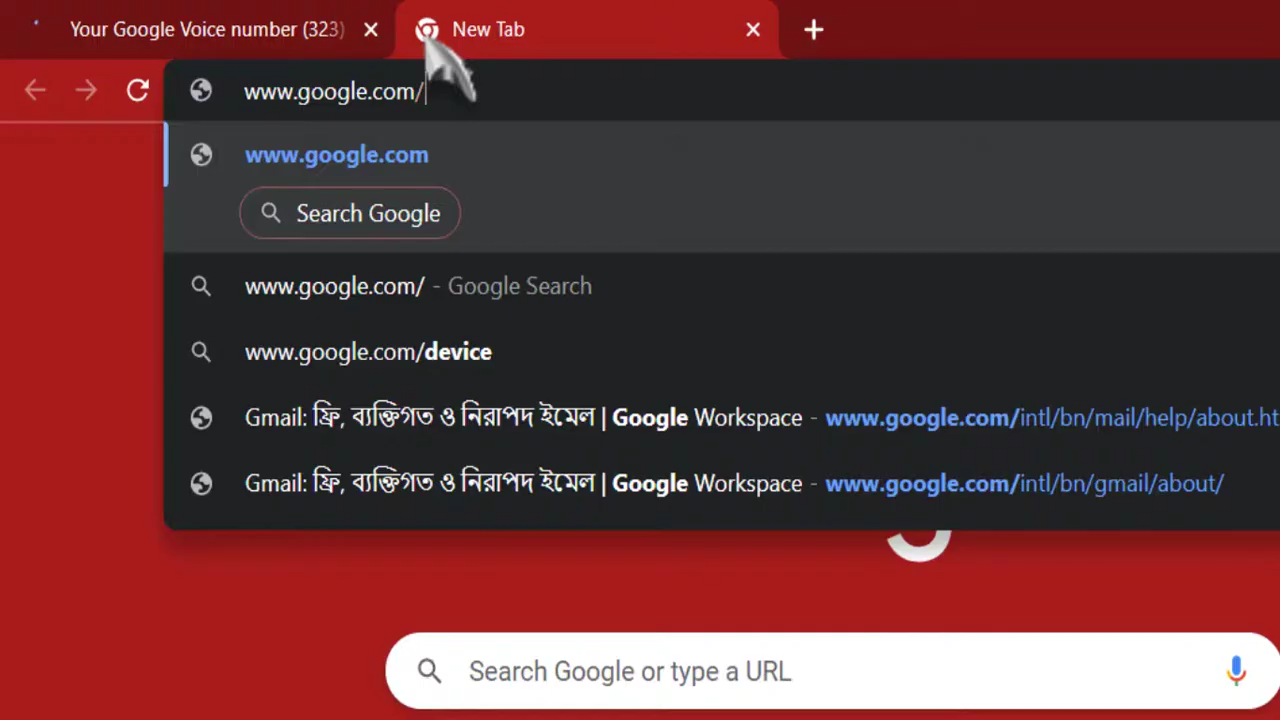 Your Google Voice number (323)
New Tab
www.google.com/
www.google.com
Search Google
www.google.com/ - Google Search
www.google.com/device
Gmail: ফ্রি, ব্যক্তিগত ও নিরাপদ ইমেল | Google Workspace - www.google.com/intl/bn/mail/help/about.ht
Gmail: ফ্রি, ব্যক্তিগত ও নিরাপদ ইমেল | Google Workspace - www.google.com/intl/bn/gmail/about/
Search Google or type a URL